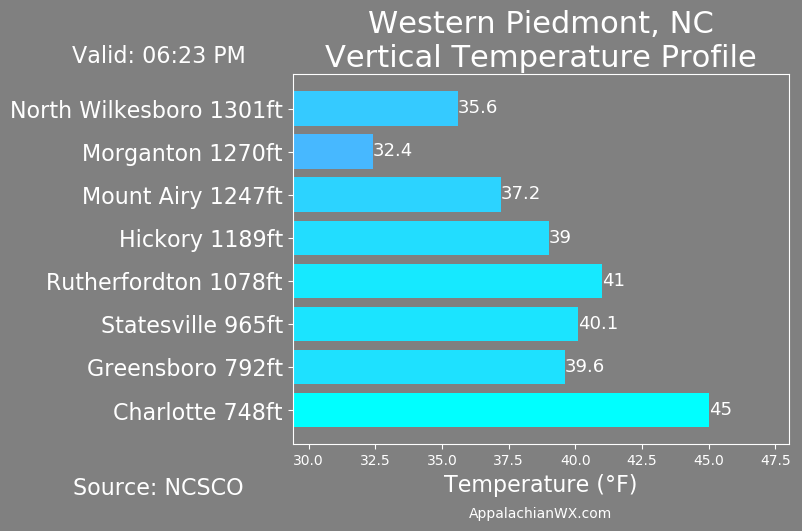 Western Piedmont, NC
Vertical Temperature Profile
Valid: 06:23 PM
North Wilkesboro 1301ft 35.6
Morganton 1270ft 32.4
Mount Airy 1247ft 37.2
Hickory 1189ft 39
Rutherfordton 1078ft 41
Statesville 965ft 40.1
Greensboro 792ft 39.6
Charlotte 748ft 45
30.0 32.5 35.0 37.5 40.0 42.5 45.0 47.5
Temperature (°F)
Source: NCSCO
AppalachianWX.com